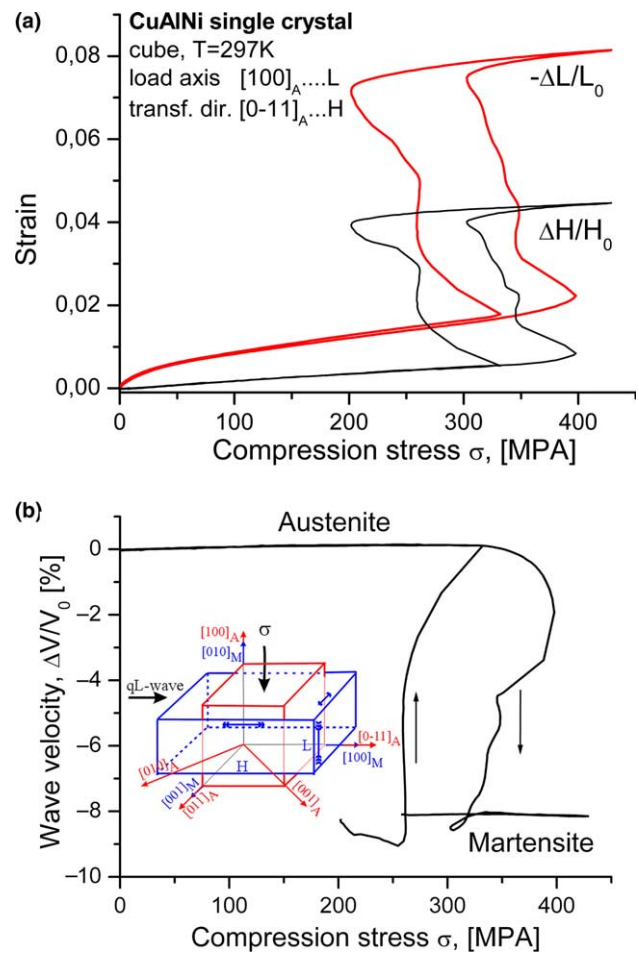 (a)
CuAlNi single crystal
cube, T=297K
load axis [100]A....L
transf. dir. [0-11]A...H
-ΔL/L0
ΔH/H0
0,08
0,06
0,04
0,02
0,00
Strain
0 100 200 300 400
Compression stress σ, [MPA]
(b)
Austenite
0
−2
−4
−6
−8
−10
Wave velocity, ΔV/V0 [%]
[100]A
[010]M
σ
qL-wave
[0-11]A
L
[100]M
[010]A
H
[001]M
[011]A
[001]A
Martensite
0 100 200 300 400
Compression stress σ, [MPA]